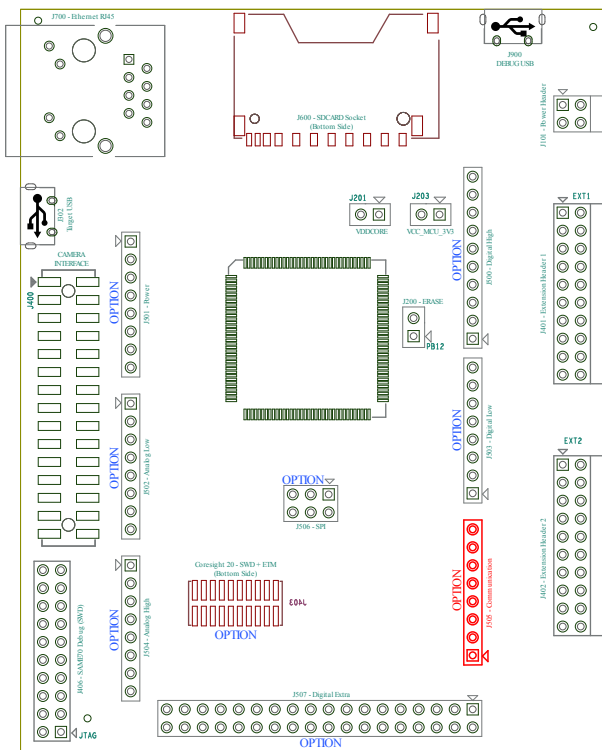 J700 - Ethernet RJ45
J900
DEBUG USB
J600 - SDCARD Socket
(Bottom Side)
J101 - Power Header
J302
Target USB
J201
VDDCORE
J203
VCC_MCU_3V3
EXT1
CAMERA
INTERFACE
J400
OPTION
J501 - Power
OPTION
J500 - Digital High
J401 - Extension Header 1
J200 - ERASE
PB12
OPTION
J502 - Analog Low
OPTION
J503 - Digital Low
EXT2
OPTION
J506 - SPI
J402 - Extension Header 2
Coresight 20 - SWD + ETM
(Bottom Side)
J403
OPTION
OPTION
J505 - Communication
J406 - SAME70 Debug (SWD)
JTAG
OPTION
J504 - Analog High
J507 - Digital Extra
OPTION